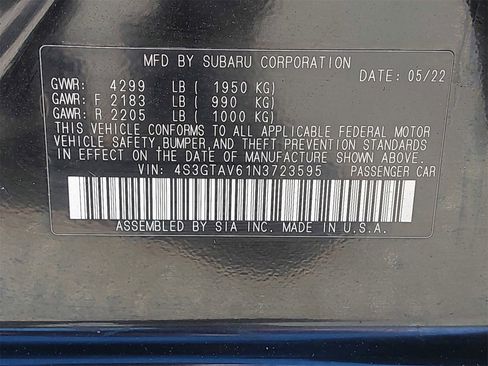 MFD BY SUBARU CORPORATION
DATE: 05/22
GVWR: 4299 LB ( 1950 KG)
GAWR: F 2183 LB ( 990 KG)
GAWR: R 2205 LB ( 1000 KG)
THIS VEHICLE CONFORMS TO ALL APPLICABLE FEDERAL MOTOR
VEHICLE SAFETY,BUMPER,AND THEFT PREVENTION STANDARDS
IN EFFECT ON THE DATE OF MANUFACTURE SHOWN ABOVE.
VIN: 4S3GTAV61N3723595 PASSENGER CAR
ASSEMBLED BY SIA INC. MADE IN U.S.A.